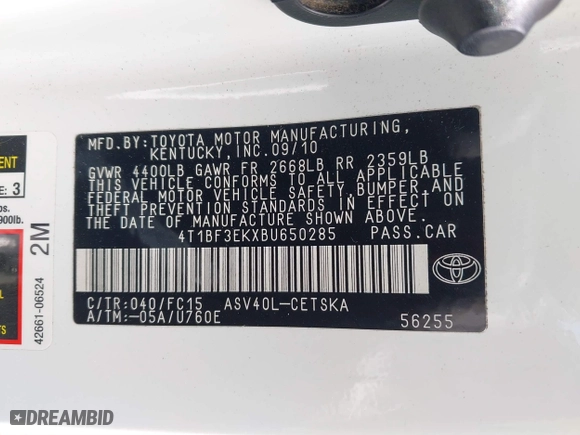 MFD.BY: TOYOTA MOTOR MANUFACTURING,
KENTUCKY, INC. 09/10
GVWR 4400LB GAWR FR 2668LB RR 2359LB
THIS VEHICLE CONFORMS TO ALL APPLICABLE
FEDERAL MOTOR VEHICLE SAFETY, BUMPER, AND
THEFT PREVENTION STANDARDS IN EFFECT ON
THE DATE OF MANUFACTURE SHOWN ABOVE.
4T1BF3EKXBU650285 PASS.CAR
C/TR:040/FC15 ASV40L-CETSKA
A/TM:-05A/U760E
56255
3
900lb.
2M
42661-06524
DREAMBID